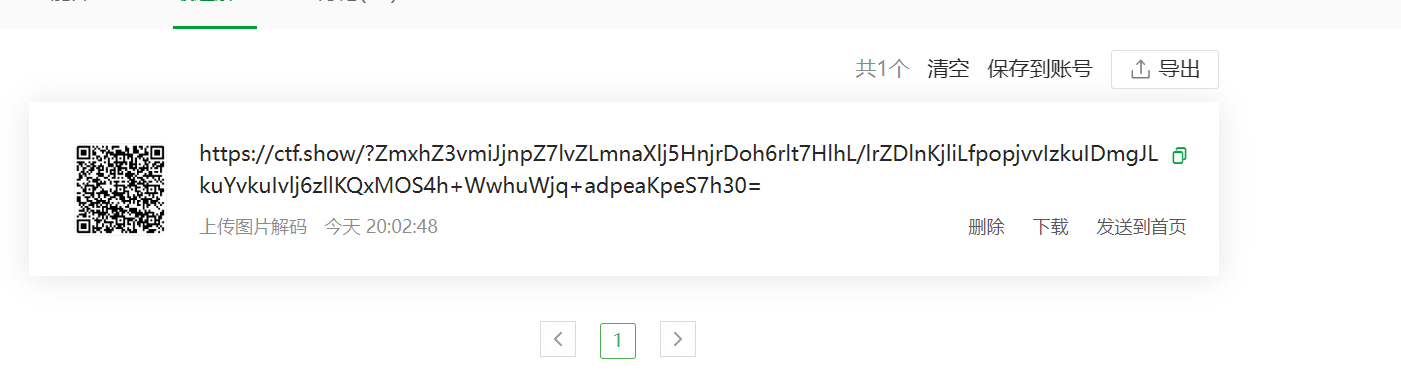 共1个 清空 保存到账号 导出
https://ctf.show/?ZmxhZ3vmiJjnpZ7lvZLmnaXlj5HnjrDoh6rlt7HlhL/lrZDlnKjliLfpopjvvIzkuIDmgJL
kuYvkuIvlj6zllKQxMOS4h+WwhuWjq+adpeaKpeS7h30=
上传图片解码 今天 20:02:48 删除 下载 发送到首页
1